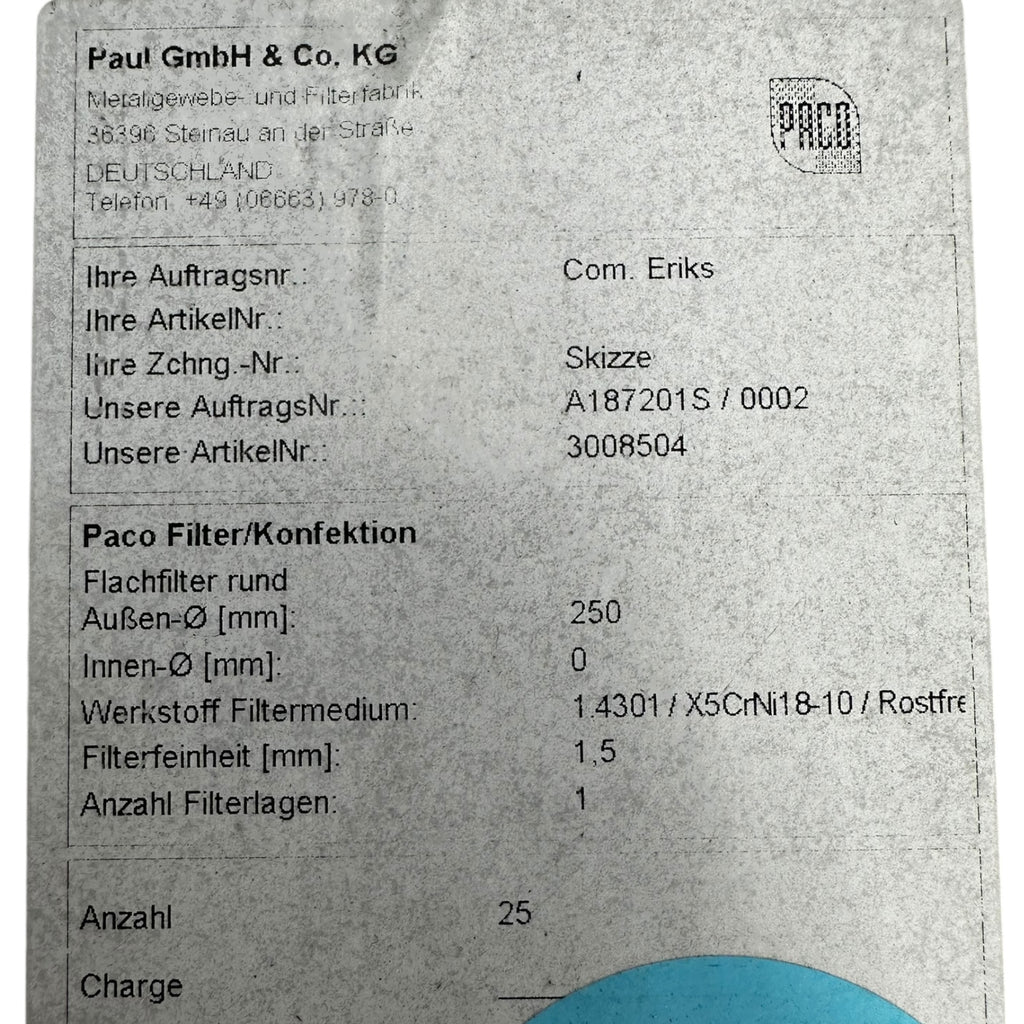 Paul GmbH & Co. KG
Metallgewebe- und Filterfabrik
36396 Steinau an der Straße
DEUTSCHLAND
Telefon: +49 (06663) 978-0
PACO
Ihre Auftragsnr.: Com. Eriks
Ihre ArtikelNr.:
Ihre Zchng.-Nr.: Skizze
Unsere AuftragsNr.:: A187201S / 0002
Unsere ArtikelNr.: 3008504
Paco Filter/Konfektion
Flachfilter rund
Außen-Ø [mm]: 250
Innen-Ø [mm]: 0
Werkstoff Filtermedium: 1.4301 / X5CrNi18-10 / Rostfre
Filterfeinheit [mm]: 1,5
Anzahl Filterlagen: 1
Anzahl 25
Charge